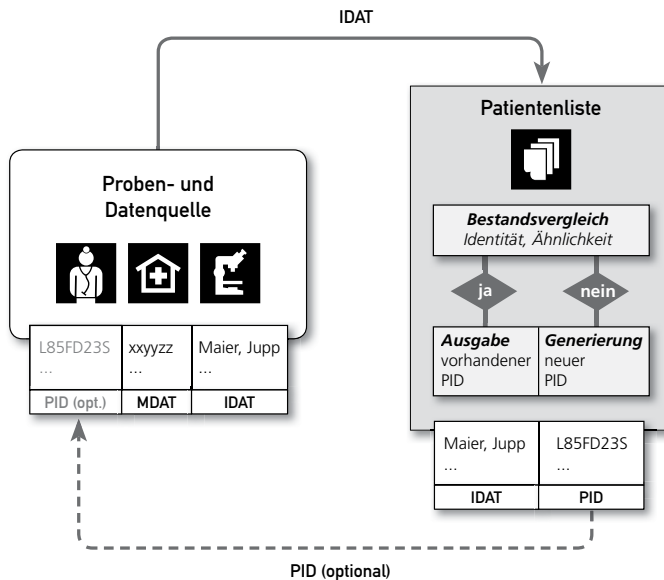 IDAT
Patientenliste
Bestandsvergleich
Identität, Ähnlichkeit
ja
nein
Ausgabe
vorhandener
PID
Generierung
neuer
PID
Maier, Jupp
...
L85FD23S
...
IDAT
PID
Proben- und
Datenquelle
L85FD23S
...
xxyyzz
...
Maier, Jupp
...
PID (opt.)
MDAT
IDAT
PID (optional)